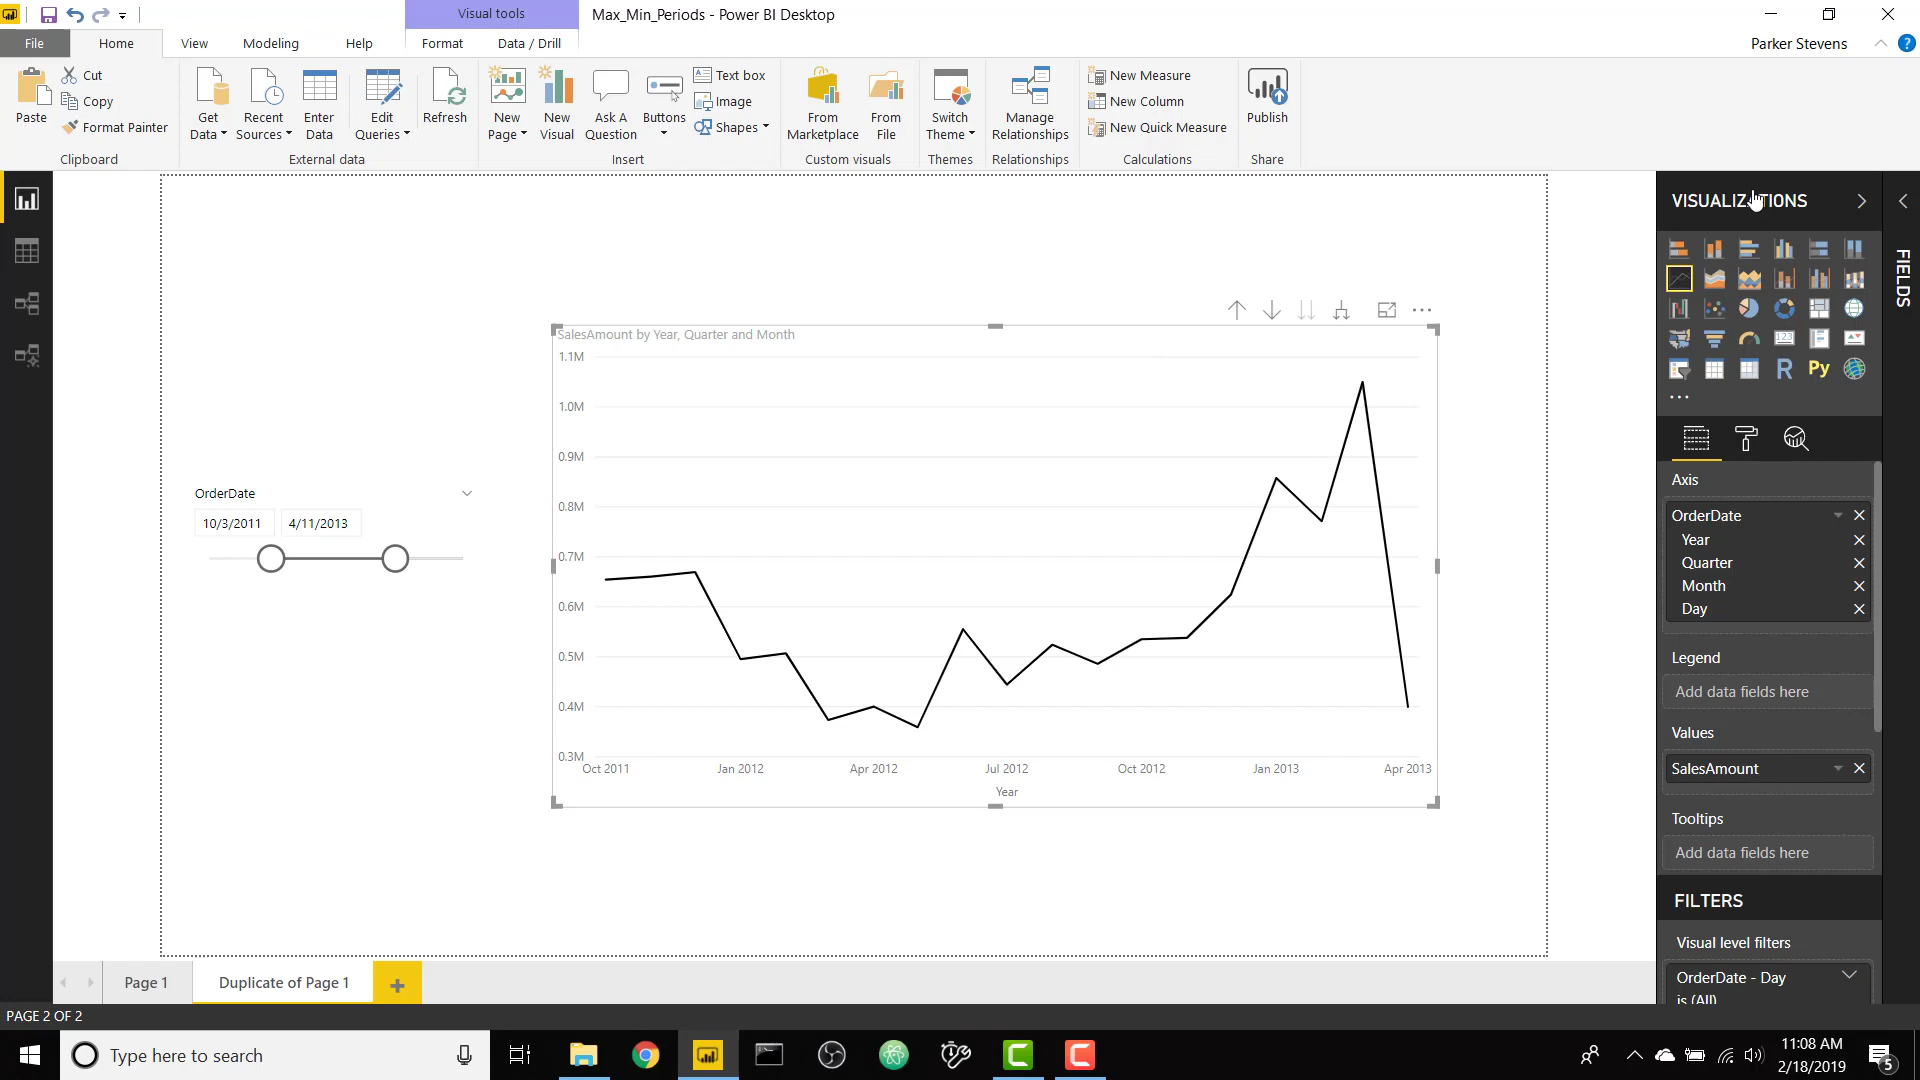 Visual tools
Max_Min_Periods - Power BI Desktop
File
Home
View
Modeling
Help
Format
Data / Drill
Parker Stevens
?
Paste
Cut
Copy
Format Painter
Clipboard
Get Data
Recent Sources
Enter Data
Edit Queries
Refresh
External data
New Page
New Visual
Ask A Question
Buttons
Text box
Image
Shapes
Insert
From Marketplace
From File
Custom visuals
Switch Theme
Themes
Manage Relationships
Relationships
New Measure
New Column
New Quick Measure
Calculations
Publish
Share
VISUALIZATIONS
FIELDS
123
R
Py
OrderDate
10/3/2011
4/11/2013
SalesAmount by Year, Quarter and Month
1.1M
1.0M
0.9M
0.8M
0.7M
0.6M
0.5M
0.4M
0.3M
Oct 2011
Jan 2012
Apr 2012
Jul 2012
Oct 2012
Jan 2013
Apr 2013
Year
Axis
OrderDate
Year
Quarter
Month
Day
Legend
Add data fields here
Values
SalesAmount
Tooltips
Add data fields here
FILTERS
Visual level filters
OrderDate - Day
is (All)
Page 1
Duplicate of Page 1
PAGE 2 OF 2
Type here to search
11:08 AM
2/18/2019
5